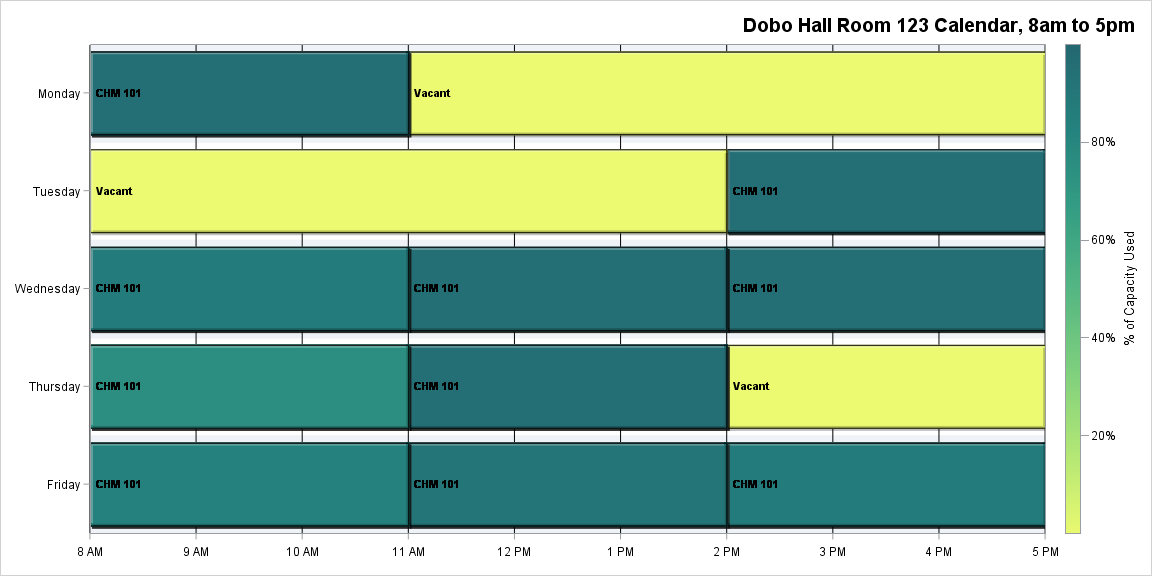 Dobo Hall Room 123 Calendar, 8am to 5pm
Monday
CHM 101
Vacant
Tuesday
Vacant
CHM 101
Wednesday
CHM 101
CHM 101
CHM 101
Thursday
CHM 101
CHM 101
Vacant
Friday
CHM 101
CHM 101
CHM 101
8 AM
9 AM
10 AM
11 AM
12 PM
1 PM
2 PM
3 PM
4 PM
5 PM
80%
60%
40%
20%
% of Capacity Used